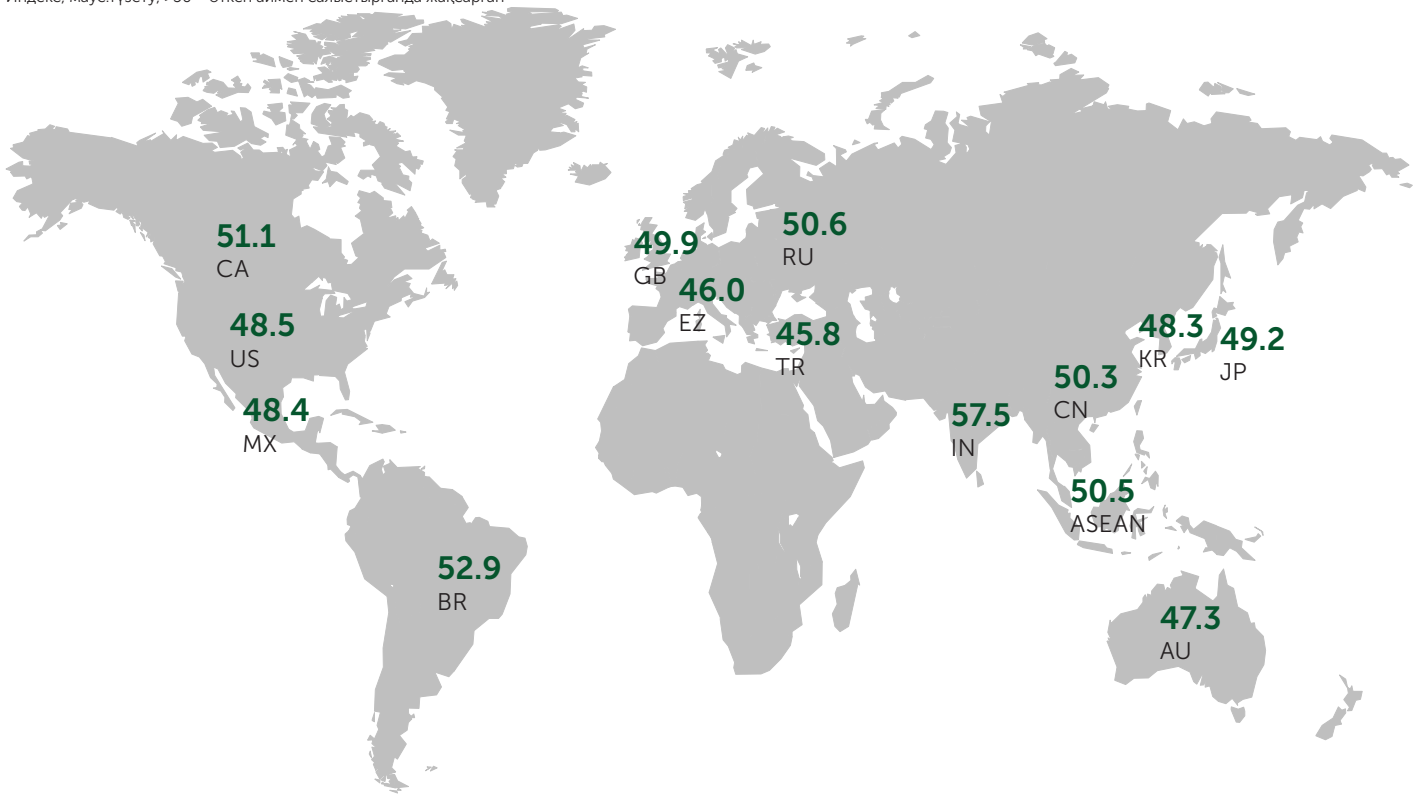 51.1
CA
48.5
US
48.4
MX
52.9
BR
49.9
GB
46.0
EZ
50.6
RU
45.8
TR
57.5
IN
50.3
CN
48.3
KR
49.2
JP
50.5
ASEAN
47.3
AU